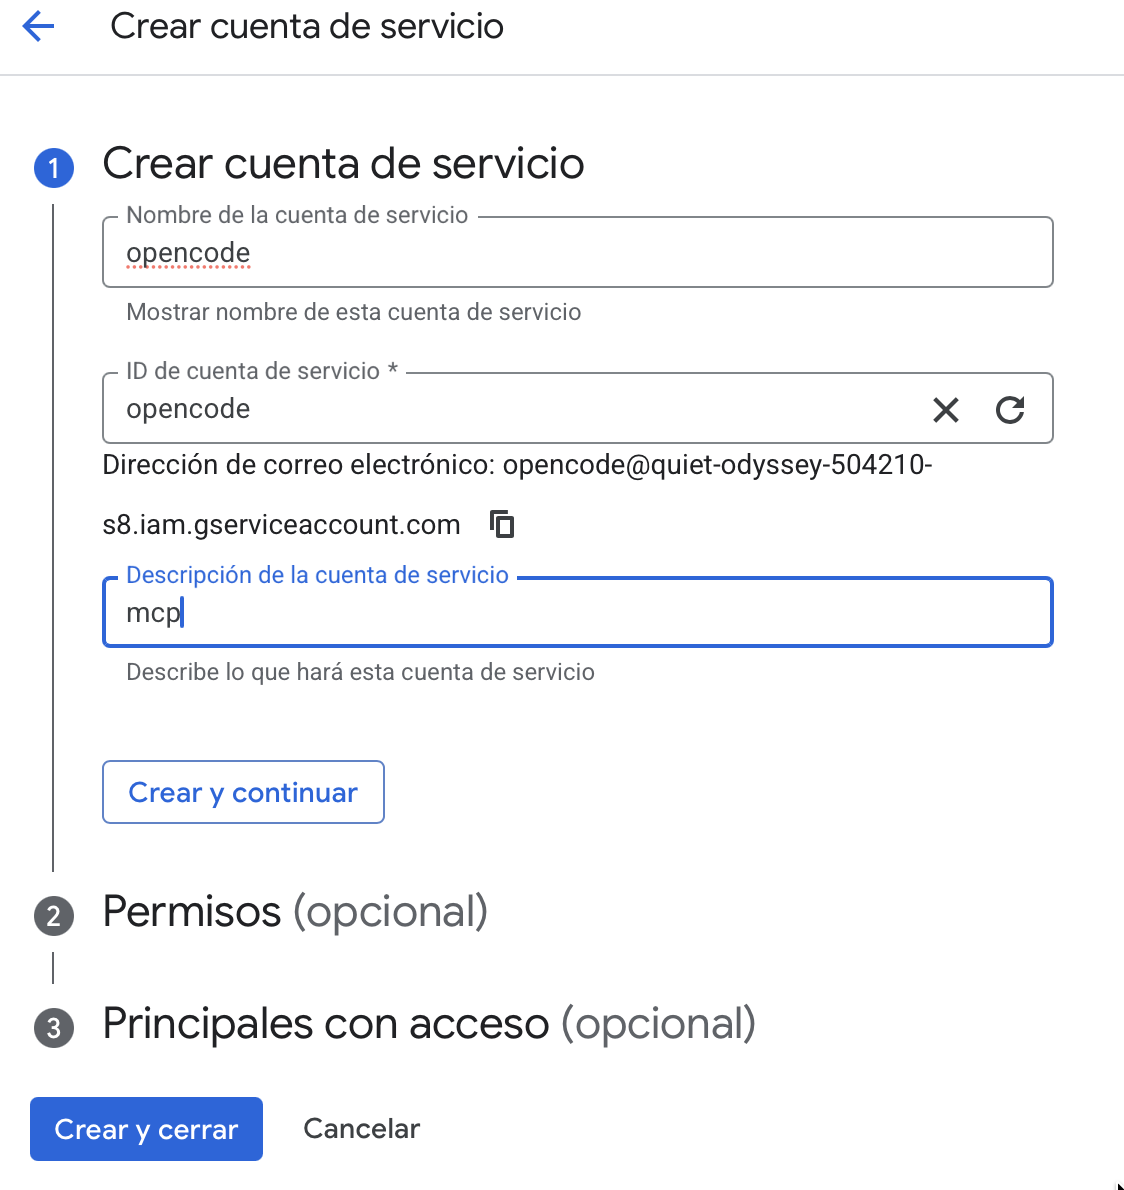 Crear cuenta de servicio
1 Crear cuenta de servicio
Nombre de la cuenta de servicio
opencode
Mostrar nombre de esta cuenta de servicio
ID de cuenta de servicio *
opencode
Dirección de correo electrónico: opencode@quiet-odyssey-504210-
s8.iam.gserviceaccount.com
Descripción de la cuenta de servicio
mcp
Describe lo que hará esta cuenta de servicio
Crear y continuar
2 Permisos (opcional)
3 Principales con acceso (opcional)
Crear y cerrar Cancelar